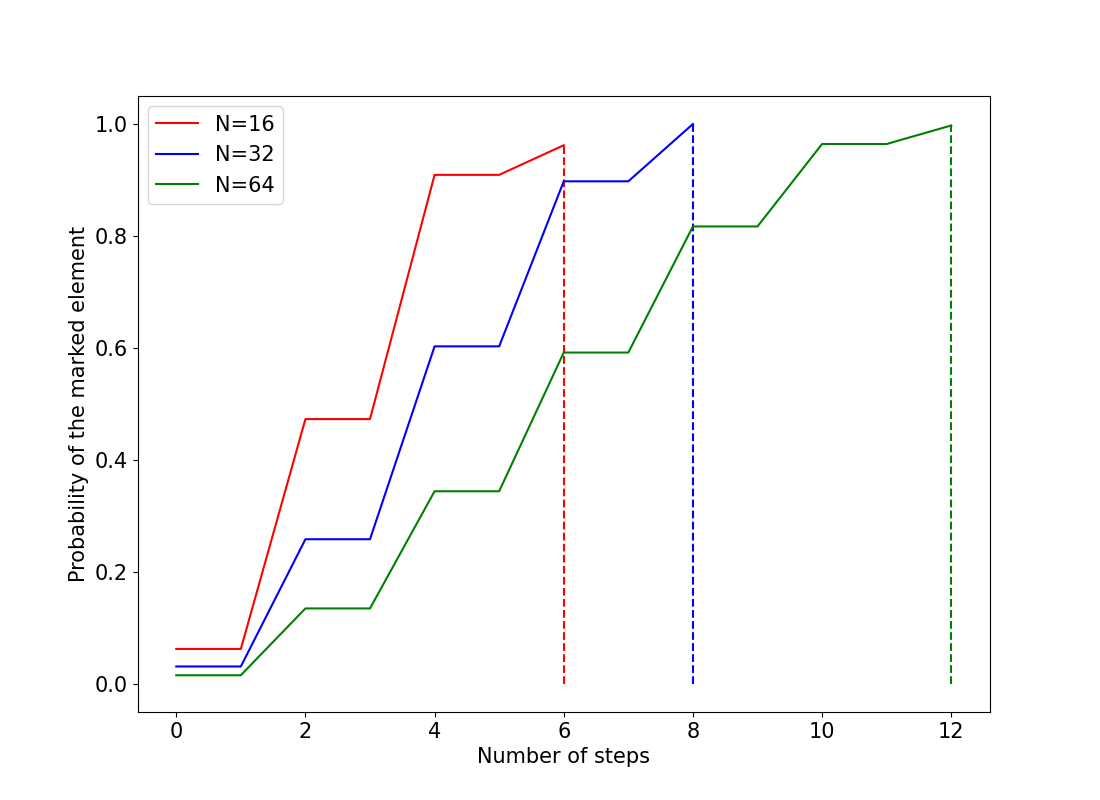 N=16
N=32
N=64
Probability of the marked element
1.0
0.8
0.6
0.4
0.2
0.0
0 2 4 6 8 10 12
Number of steps